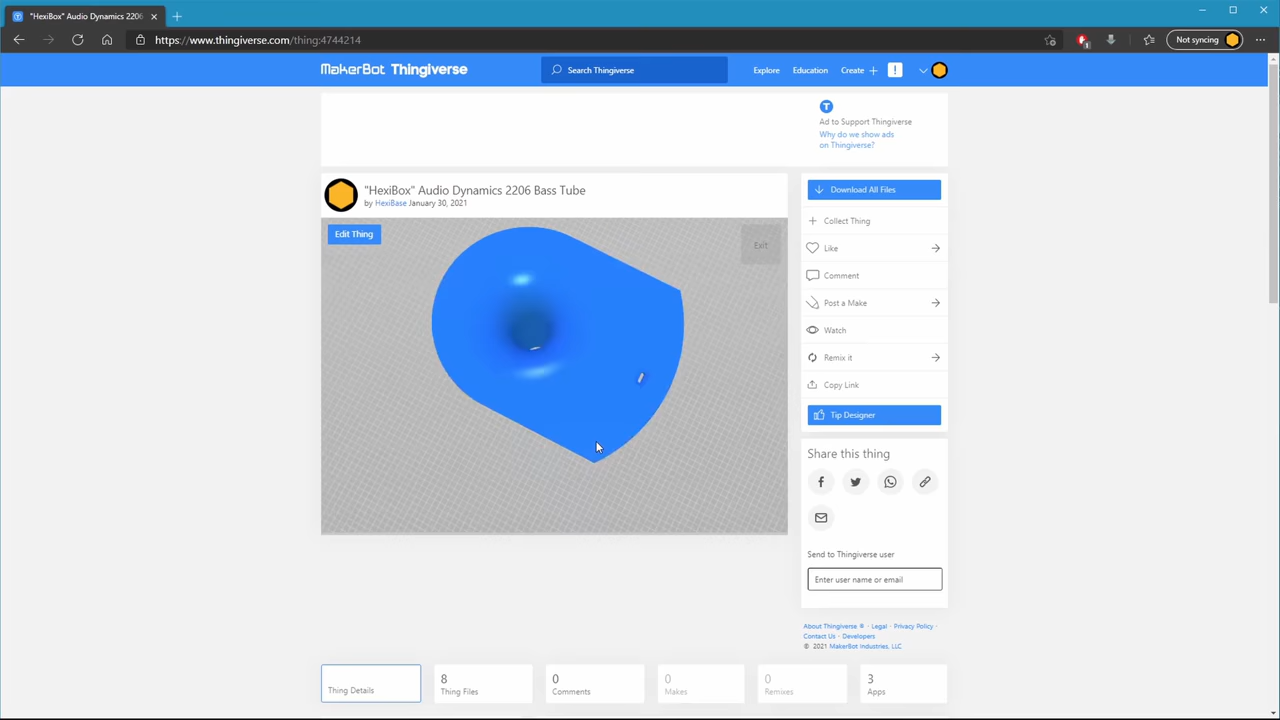 "HexiBox" Audio Dynamics 2206
https://www.thingiverse.com/thing:4744214
1
Not syncing
MakerBot Thingiverse
Search Thingiverse
Explore
Education
Create
!
T
Ad to Support Thingiverse
Why do we show ads
on Thingiverse?
"HexiBox" Audio Dynamics 2206 Bass Tube
by HexiBase January 30, 2021
Edit Thing
Exit
Download All Files
Collect Thing
Like
Comment
Post a Make
Watch
Remix it
Copy Link
Tip Designer
Share this thing
Send to Thingiverse user
Enter user name or email
About Thingiverse ® · Legal · Privacy Policy ·
Contact Us · Developers
© 2021 MakerBot Industries, LLC
Thing Details
8
Thing Files
0
Comments
0
Makes
0
Remixes
3
Apps